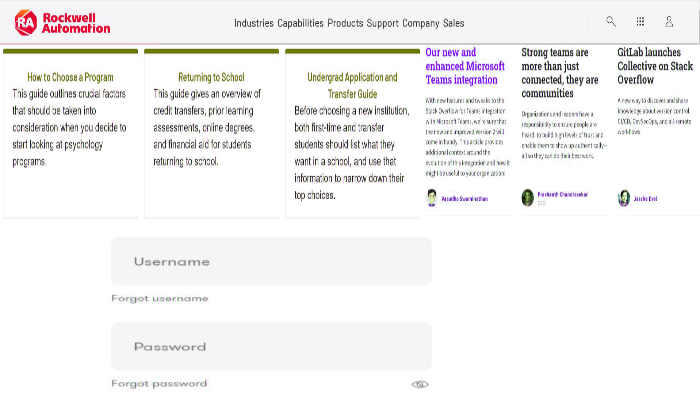 Rockwell
Automation
Industries Capabilities Products Support Company Sales
How to Choose a Program
This guide outlines crucial factors
that should be taken into
consideration when you decide to
start looking at psychology
programs.
Returning to School
This guide gives an overview of
credit transfers, prior learning
assessments, online degrees,
and financial aid for students
returning to school.
Undergrad Application and
Transfer Guide
Before choosing a new institution,
both first-time and transfer
students should list what they
want in a school, and use that
information to narrow down their
top choices.
Our new and
enhanced Microsoft
Teams integration
With new features and tweaks to the
Stack Overflow for Teams integration
with Microsoft Teams, we're sure that
the new and improved Version 2 will
come in handy. This article provides
additional context around the
evolution of this integration and how it
might be useful to your organization!
Vasudha Swaminathan
Strong teams are
more than just
connected, they are
communities
Organizations and leaders have a
responsibility to ensure people are
heard, to build high levels of trust and
enable them to show up authentically–
all so they can do their best work.
Prashanth Chandrasekar
CEO
GitLab launches
Collective on Stack
Overflow
A new way to discover and share
knowledge about version control,
CI/CD, DevSecOps, and all-remote
workflows
Jascha Drel
Username
Forgot username
Password
Forgot password